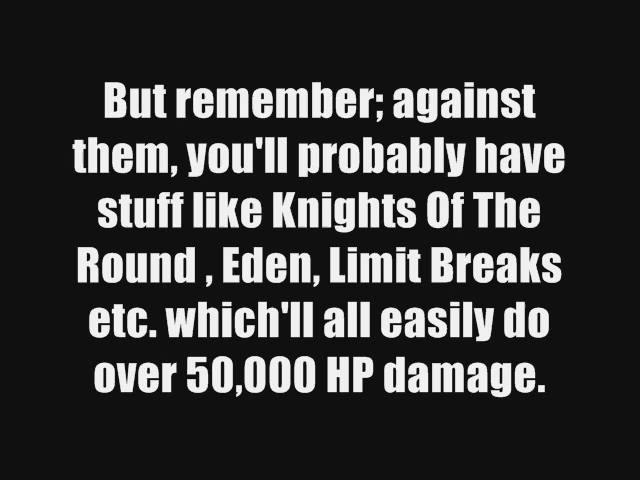 But remember; against
them, you'll probably have
stuff like Knights Of The
Round , Eden, Limit Breaks
etc. which'll all easily do
over 50,000 HP damage.